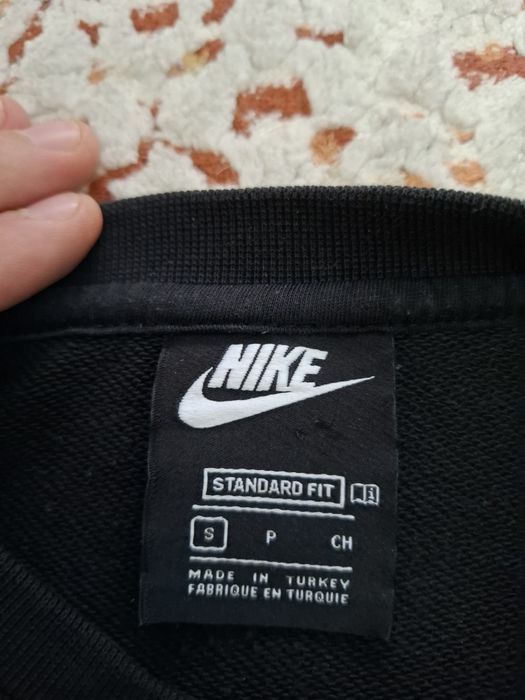 NIKE
STANDARD FIT
S P CH
MADE IN TURKEY
FABRIQUE EN TURQUIE